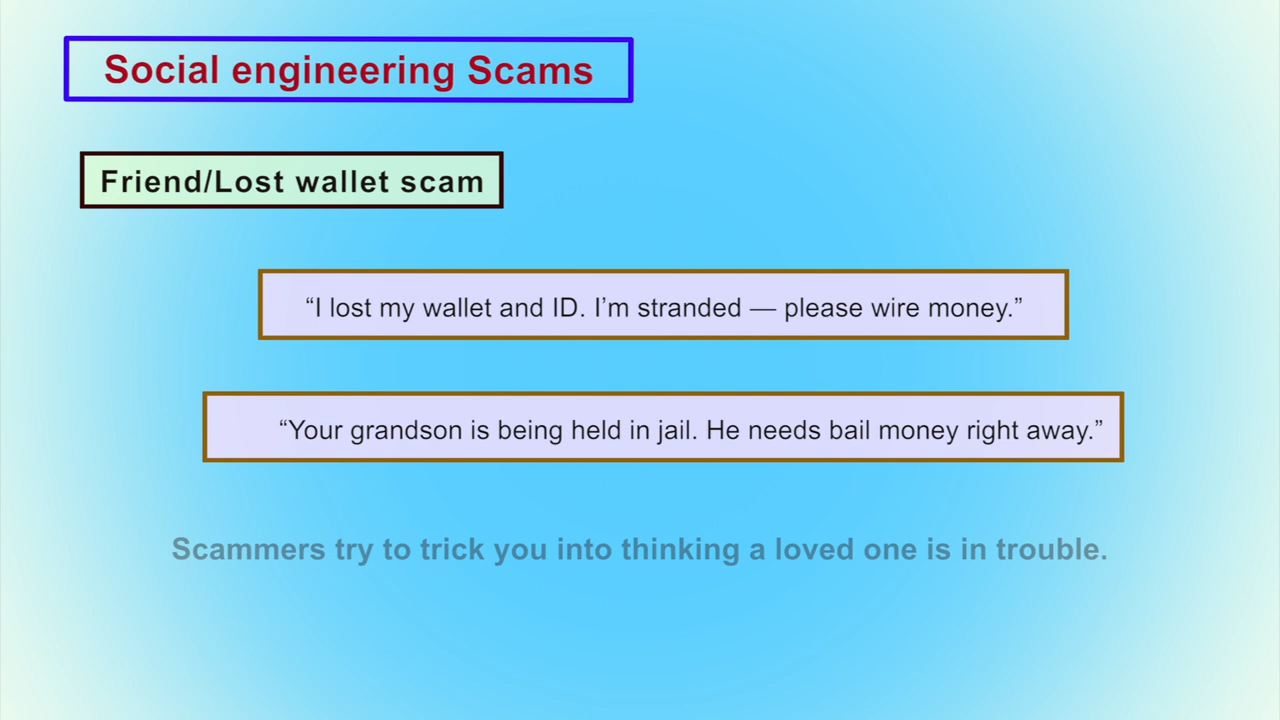 Social engineering Scams
Friend/Lost wallet scam
“I lost my wallet and ID. I’m stranded — please wire money.”
“Your grandson is being held in jail. He needs bail money right away.”
Scammers try to trick you into thinking a loved one is in trouble.